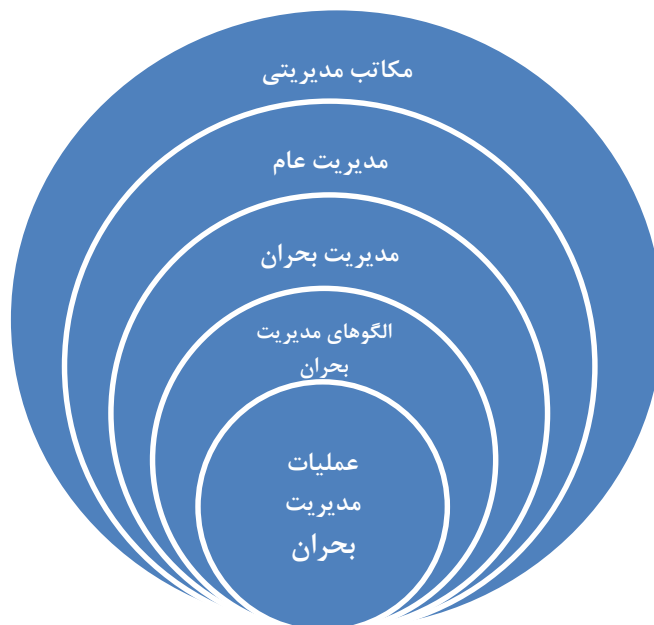 مکاتب مدیریتی
مدیریت عام
مدیریت بحران
الگوهای مدیریت
بحران
عملیات
مدیریت
بحران